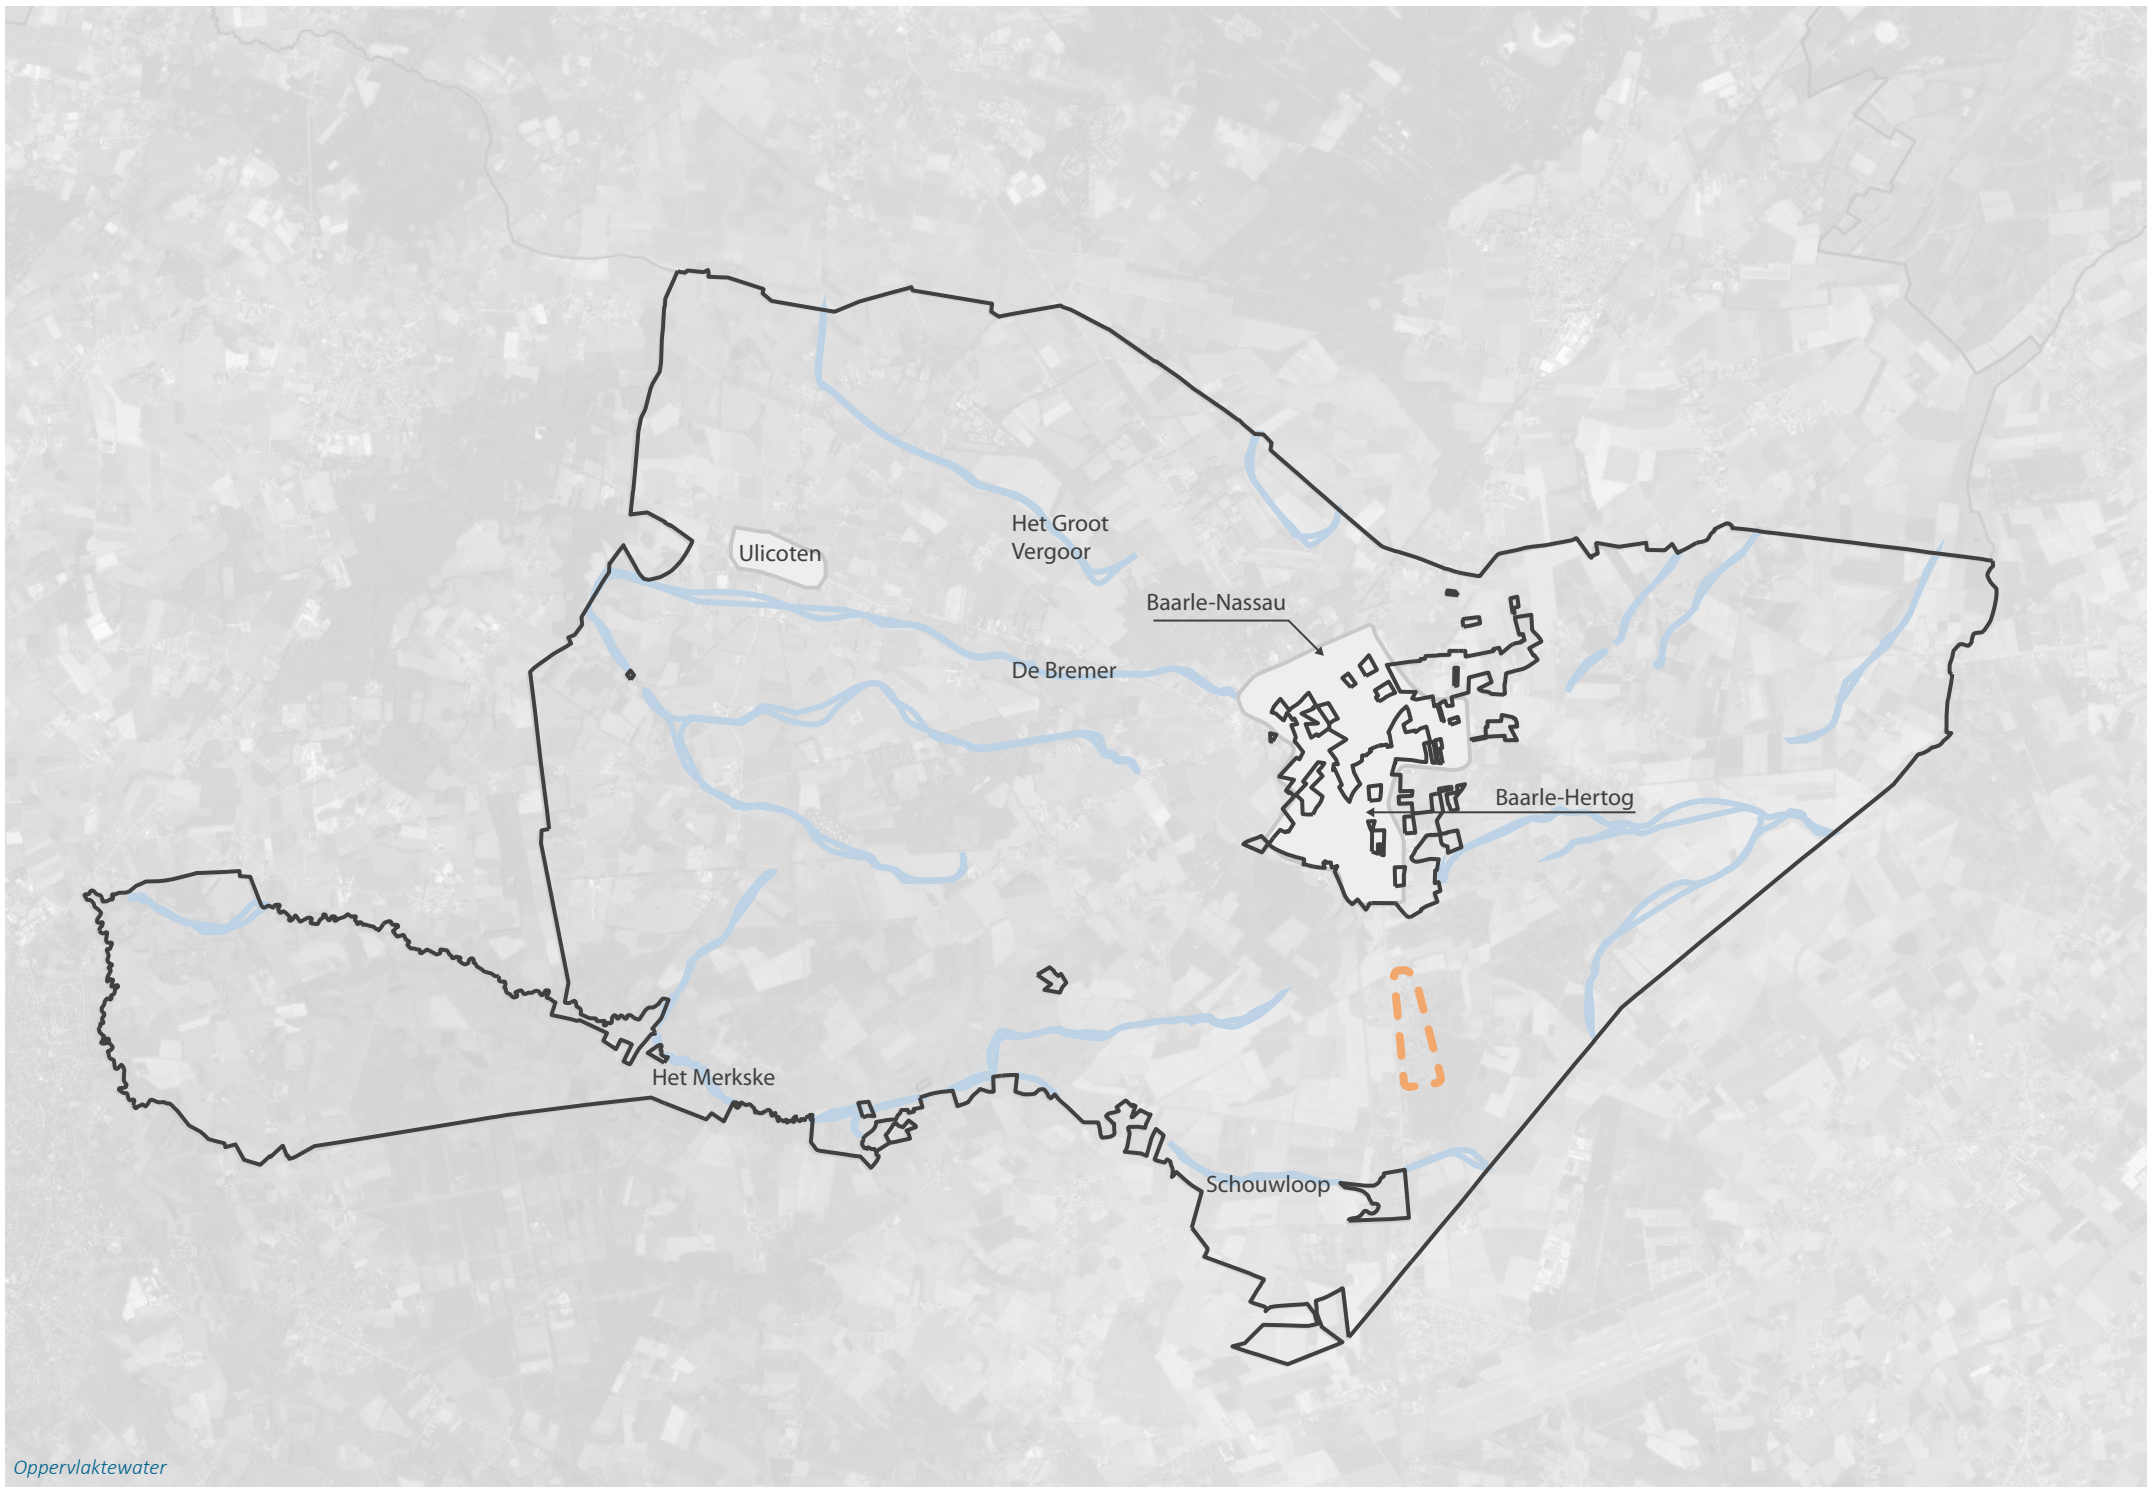 Het Groot
Vergoor
Ulicoten
Baarle-Nassau
De Bremer
Baarle-Hertog
Het Merkske
Schouwloop
Oppervlaktewater